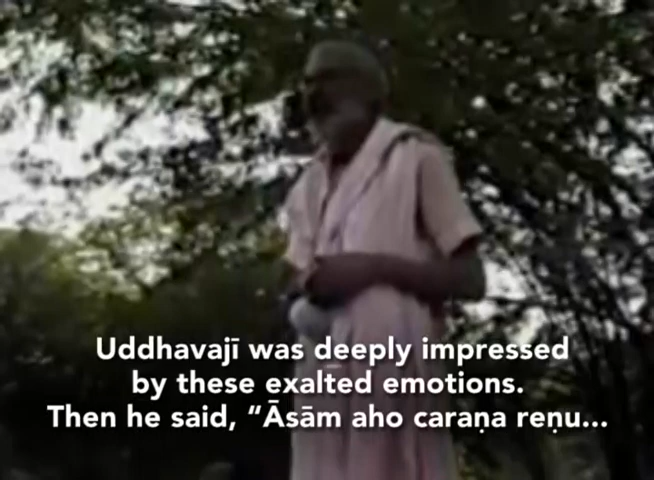 Uddhavajī was deeply impressed
by these exalted emotions.
Then he said, “Āsām aho caraṇa reṇu...